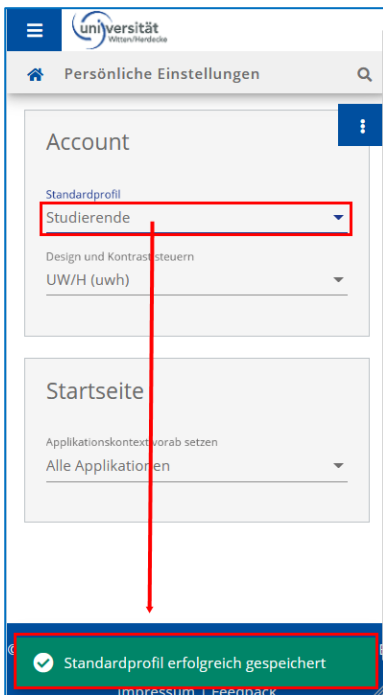 universität
Witten/Herdecke
Persönliche Einstellungen
Account
Standardprofil
Studierende
Design und Kontrast steuern
UW/H (uwh)
Startseite
Applikationskontext vorab setzen
Alle Applikationen
Standardprofil erfolgreich gespeichert
Impressum | Feedback